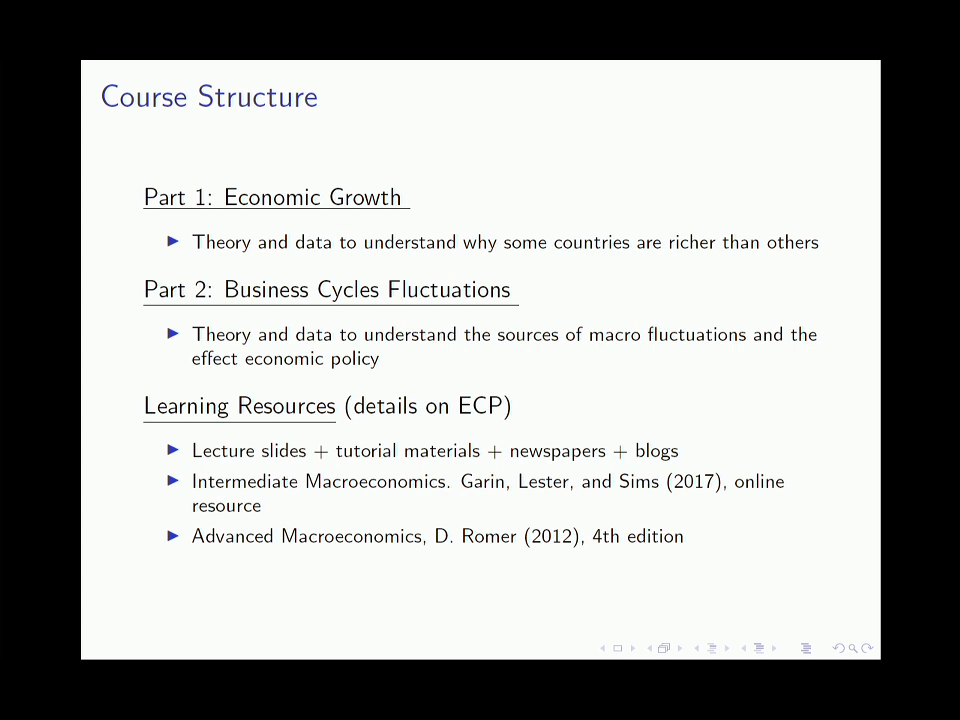 Course Structure
Part 1: Economic Growth
Theory and data to understand why some countries are richer than others
Part 2: Business Cycles Fluctuations
Theory and data to understand the sources of macro fluctuations and the
effect economic policy
Learning Resources (details on ECP)
Lecture slides + tutorial materials + newspapers + blogs
Intermediate Macroeconomics. Garin, Lester, and Sims (2017), online
resource
Advanced Macroeconomics, D. Romer (2012), 4th edition